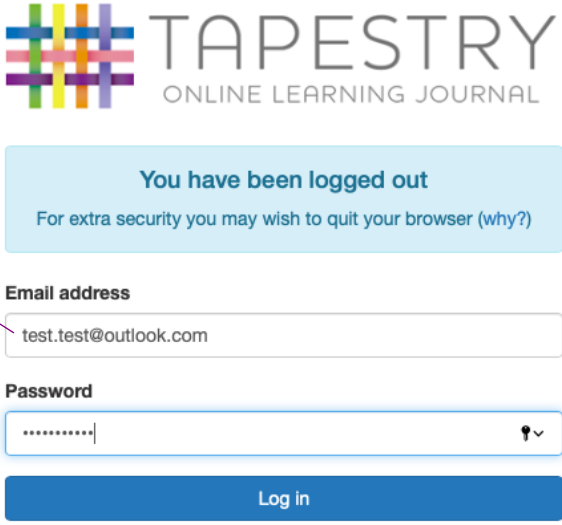 TAPESTRY
ONLINE LEARNING JOURNAL
You have been logged out
For extra security you may wish to quit your browser (why?)
Email address
test.test@outlook.com
Password
•••••••••••
Log in